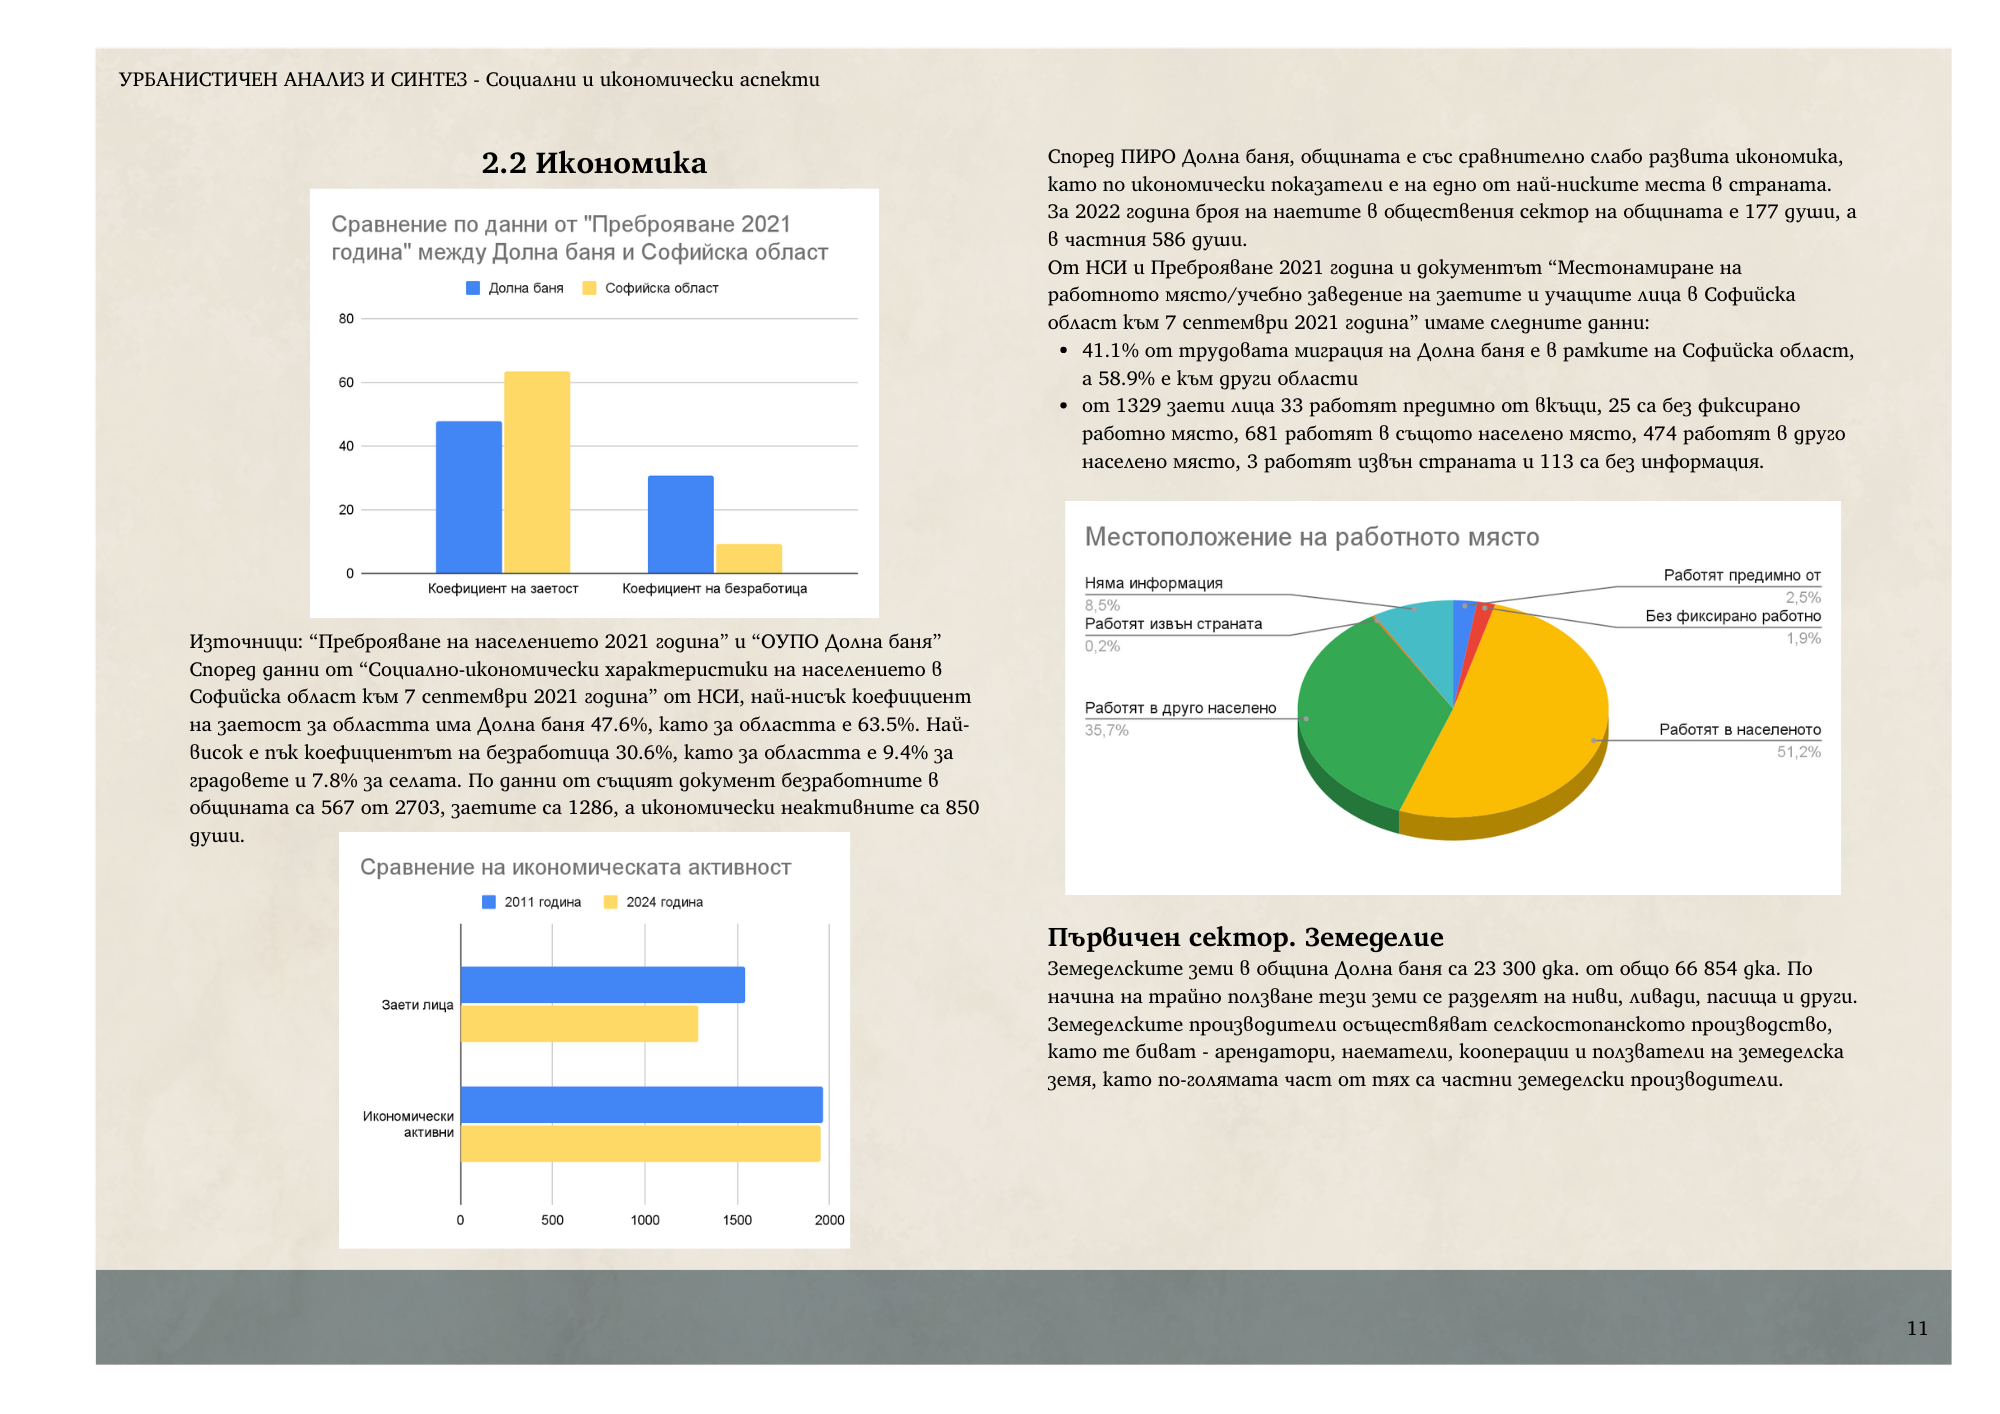 УРБАНИСТИЧЕН АНАЛИЗ И СИНТЕЗ - Социални и икономически аспекти
2.2 Икономика
Сравнение по данни от "Преброяване 2021
година" между Долна баня и Софийска област
Долна баня
Софийска област
80
60
40
20
0
Коефициент на заетост
Коефициент на безработица
Източници: “Преброяване на населението 2021 година” и “ОУПО Долна баня”
Според данни от “Социално-икономически характеристики на населението в
Софийска област към 7 септември 2021 година” от НСИ, най-нисък коефициент
на заетост за областта има Долна баня 47.6%, като за областта е 63.5%. Най-
висок е пък коефициентът на безработица 30.6%, като за областта е 9.4% за
градовете и 7.8% за селата. По данни от същият документ безработните в
общината са 567 от 2703, заетите са 1286, а икономически неактивните са 850
души.
Сравнение на икономическата активност
2011 година
2024 година
Заети лица
Икономически
активни
0
500
1000
1500
2000
Според ПИРО Долна баня, общината е със сравнително слабо развита икономика,
като по икономически показатели е на едно от най-ниските места в страната.
За 2022 година броя на наетите в обществения сектор на общината е 177 души, а
в частния 586 души.
От НСИ и Преброяване 2021 година и документът “Местонамиране на
работното място/учебно заведение на заетите и учащите лица в Софийска
област към 7 септември 2021 година” имаме следните данни:
• 41.1% от трудовата миграция на Долна баня е в рамките на Софийска област,
а 58.9% е към други области
• от 1329 заети лица 33 работят предимно от вкъщи, 25 са без фиксирано
работно място, 681 работят в същото населено място, 474 работят в друго
населено място, 3 работят извън страната и 113 са без информация.
Местоположение на работното място
Няма информация
8,5%
Работят извън страната
0,2%
Работят в друго населено
35,7%
Работят предимно от
2,5%
Без фиксирано работно
1,9%
Работят в населеното
51,2%
Първичен сектор. Земеделие
Земеделските земи в община Долна баня са 23 300 дка. от общо 66 854 дка. По
начина на трайно ползване тези земи се разделят на ниви, ливади, пасища и други.
Земеделските производители осъществяват селскостопанското производство,
като те биват - арендатори, наематели, кооперации и ползватели на земеделска
земя, като по-голямата част от тях са частни земеделски производители.
11